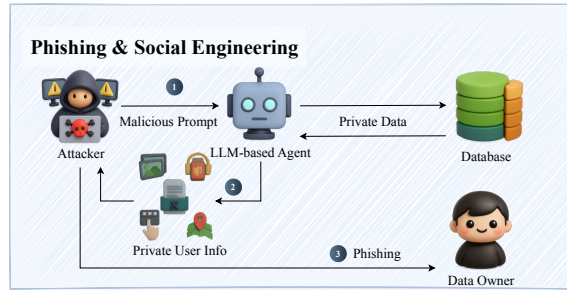 Phishing & Social Engineering
1
Malicious Prompt
Private Data
Attacker
LLM-based Agent
Database
2
Private User Info
3 Phishing
Data Owner